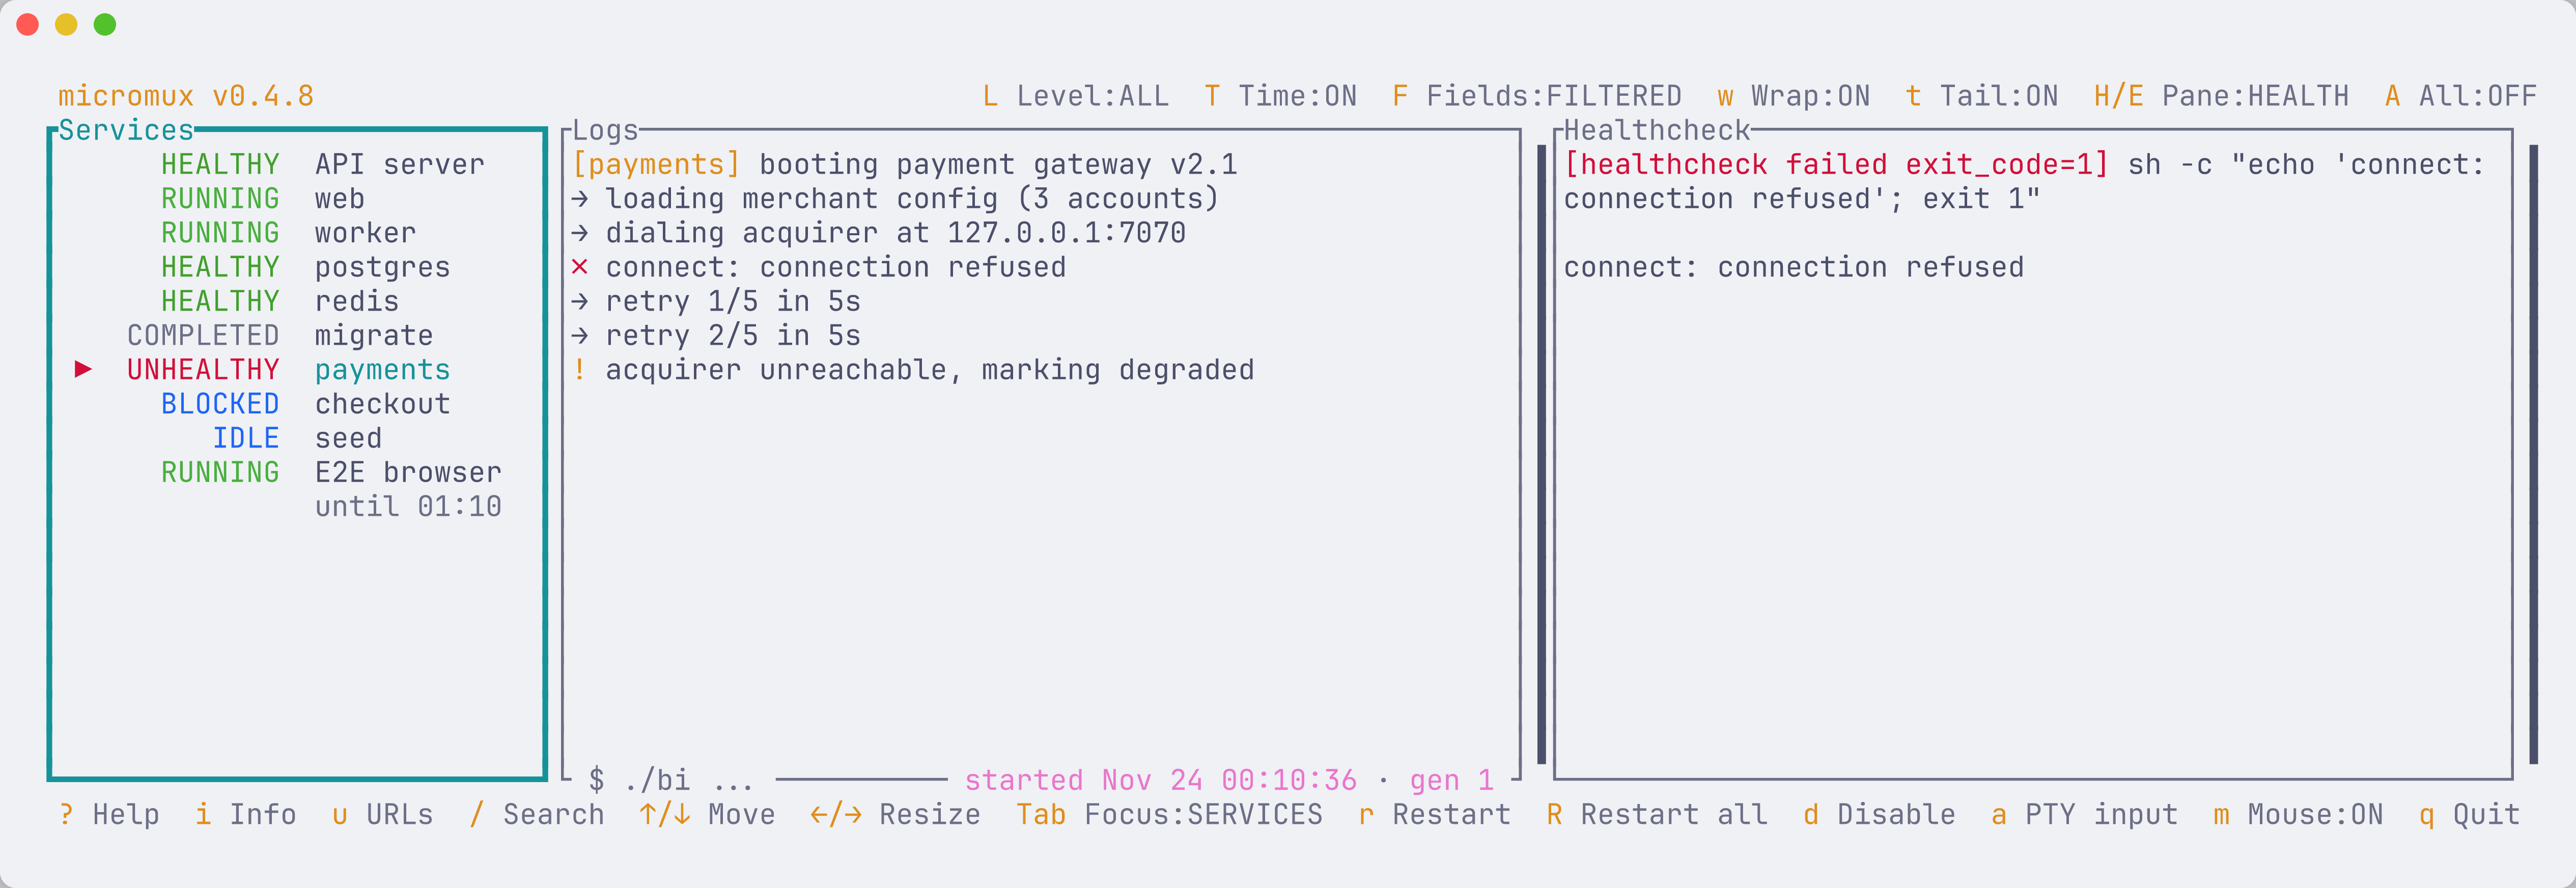 micromux v0.4.8
L Level:ALL  T Time:ON  F Fields:FILTERED  w Wrap:ON  t Tail:ON  H/E Pane:HEALTH  A All:OFF
Services
HEALTHY  API server
RUNNING  web
RUNNING  worker
HEALTHY  postgres
HEALTHY  redis
COMPLETED  migrate
▶ UNHEALTHY  payments
BLOCKED  checkout
IDLE  seed
RUNNING  E2E browser
until 01:10
Logs
[payments] booting payment gateway v2.1
→ loading merchant config (3 accounts)
→ dialing acquirer at 127.0.0.1:7070
✕ connect: connection refused
→ retry 1/5 in 5s
→ retry 2/5 in 5s
! acquirer unreachable, marking degraded
$ ./bi ...  started Nov 24 00:10:36 · gen 1
Healthcheck
[healthcheck failed exit_code=1] sh -c "echo 'connect:
connection refused'; exit 1"
connect: connection refused
? Help  i Info  u URLs  / Search  ↑/↓ Move  ←/→ Resize  Tab Focus:SERVICES  r Restart  R Restart all  d Disable  a PTY input  m Mouse:ON  q Quit